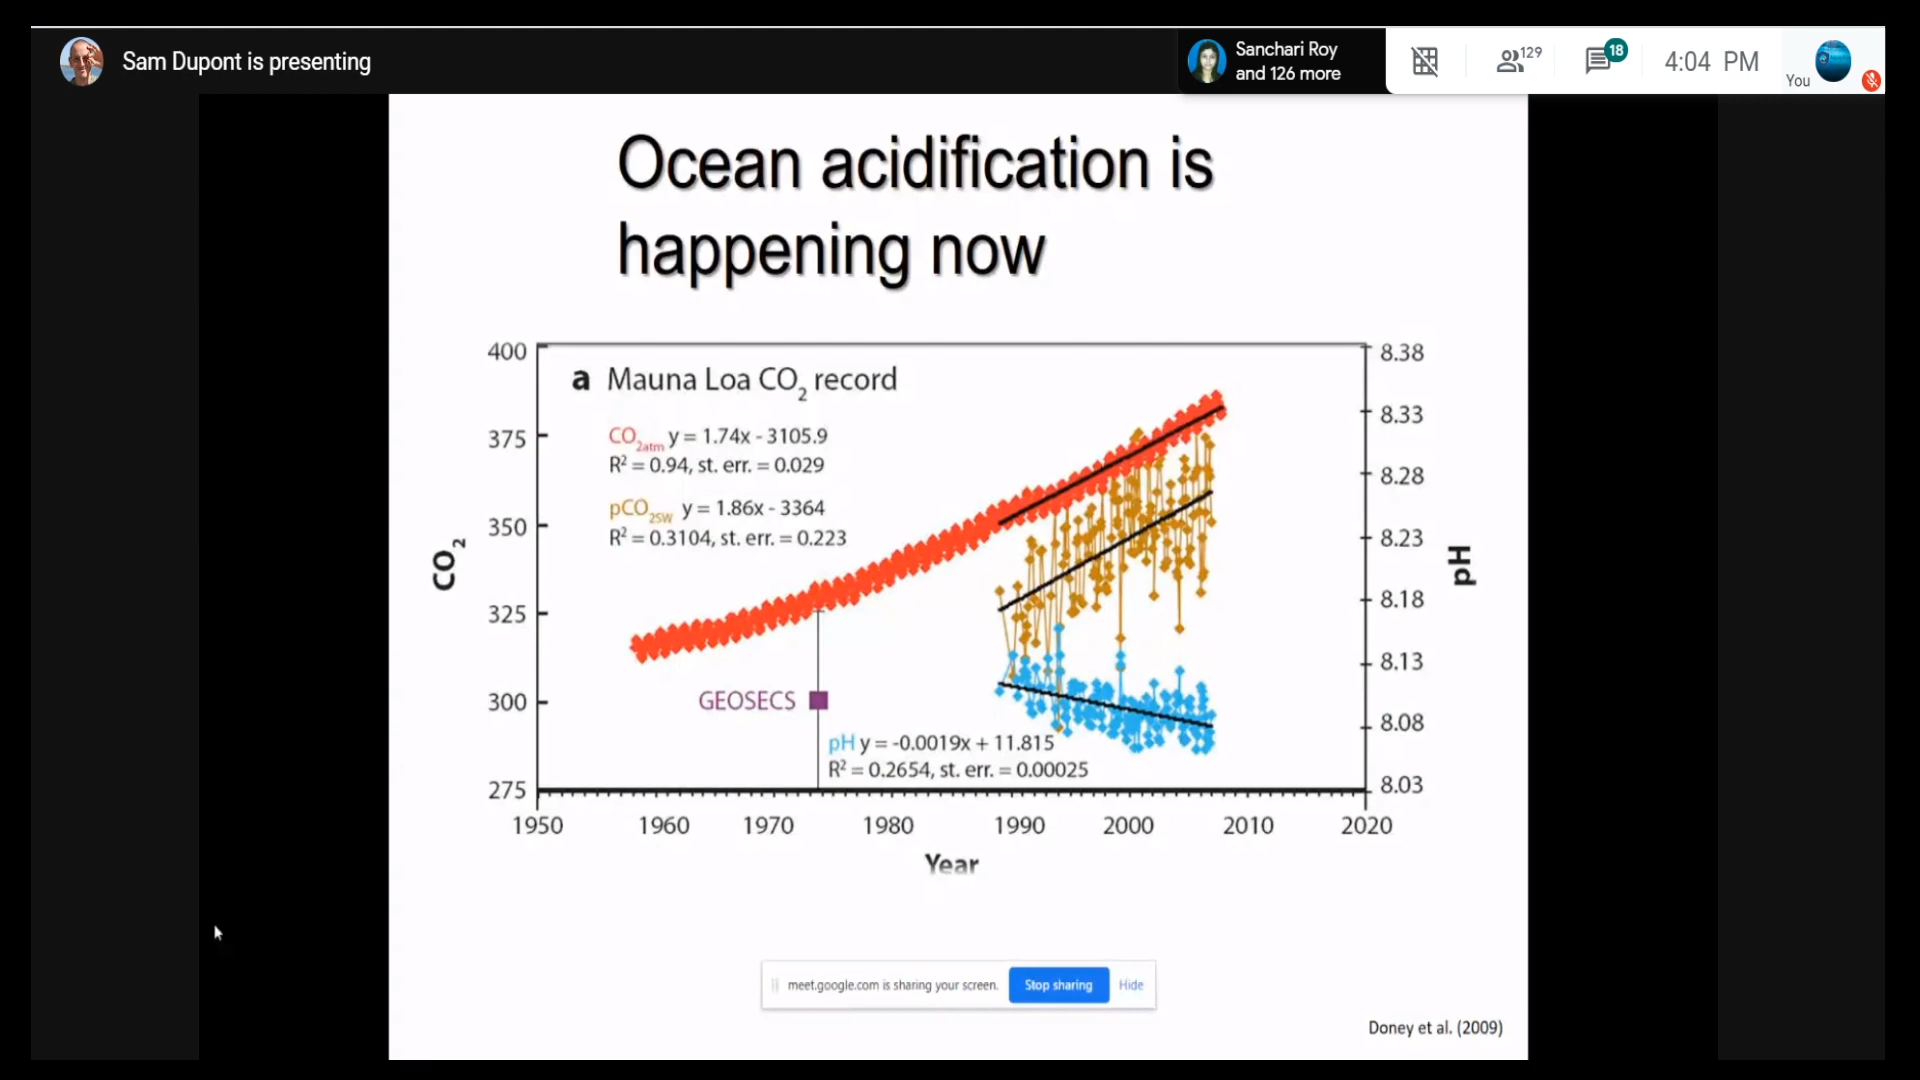 Sam Dupont is presenting
Sanchari Roy
and 126 more
129
18
4:04 PM
You
Ocean acidification is
happening now
400
375
350
325
300
275
CO2
a Mauna Loa CO2 record
CO2atm y = 1.74x - 3105.9
R² = 0.94, st. err. = 0.029
pCO2SW y = 1.86x - 3364
R² = 0.3104, st. err. = 0.223
GEOSECS
pH y = -0.0019x + 11.815
R² = 0.2654, st. err. = 0.00025
8.38
8.33
8.28
8.23
8.18
8.13
8.08
8.03
pH
1950 1960 1970 1980 1990 2000 2010 2020
Year
meet.google.com is sharing your screen. Stop sharing Hide
Doney et al. (2009)